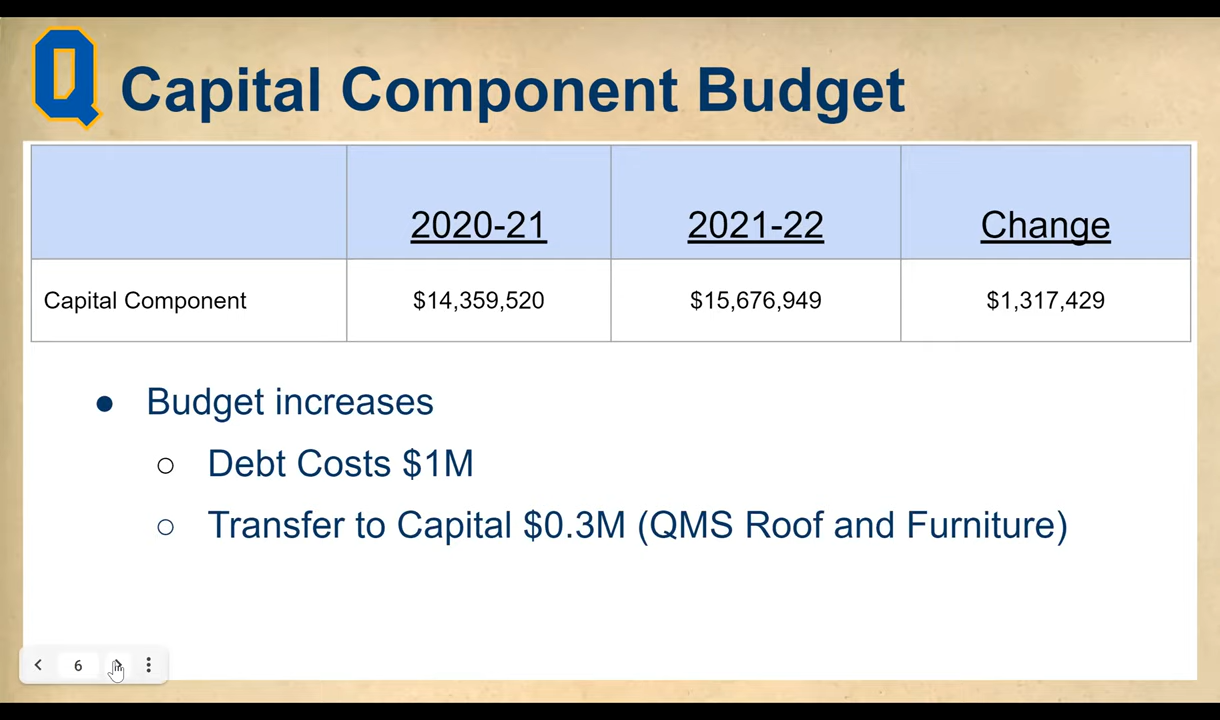 Q Capital Component Budget
2020-21 2021-22 Change
Capital Component $14,359,520 $15,676,949 $1,317,429
● Budget increases
○ Debt Costs $1M
○ Transfer to Capital $0.3M (QMS Roof and Furniture)
6